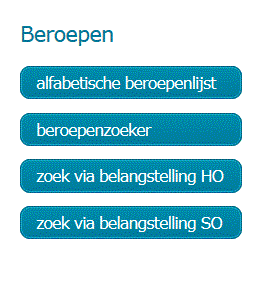 Beroepen
alfabetische beroepenlijst
beroepenzoeker
zoek via belangstelling HO
zoek via belangstelling SO